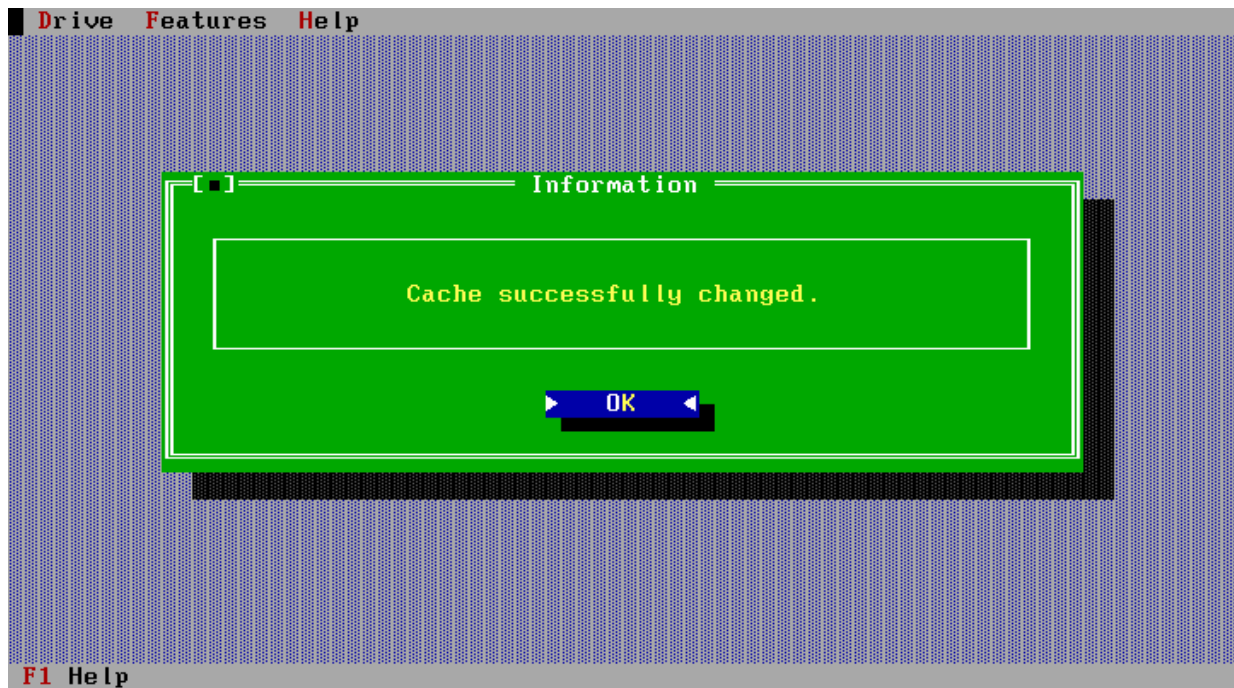 Drive Features Help
[■] Information
Cache successfully changed.
OK
F1 Help